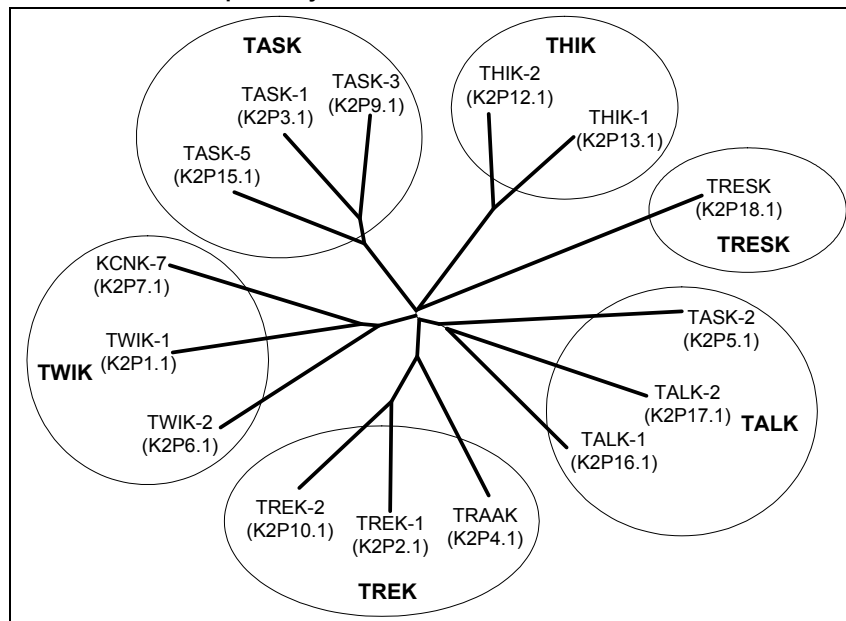 TASK
TASK-3
(K2P9.1)
TASK-1
(K2P3.1)
TASK-5
(K2P15.1)
THIK
THIK-2
(K2P12.1)
THIK-1
(K2P13.1)
TRESK
(K2P18.1)
TRESK
KCNK-7
(K2P7.1)
TWIK-1
(K2P1.1)
TWIK
TWIK-2
(K2P6.1)
TASK-2
(K2P5.1)
TALK-2
(K2P17.1)
TALK
TALK-1
(K2P16.1)
TREK-2
(K2P10.1)
TREK-1
(K2P2.1)
TRAAK
(K2P4.1)
TREK